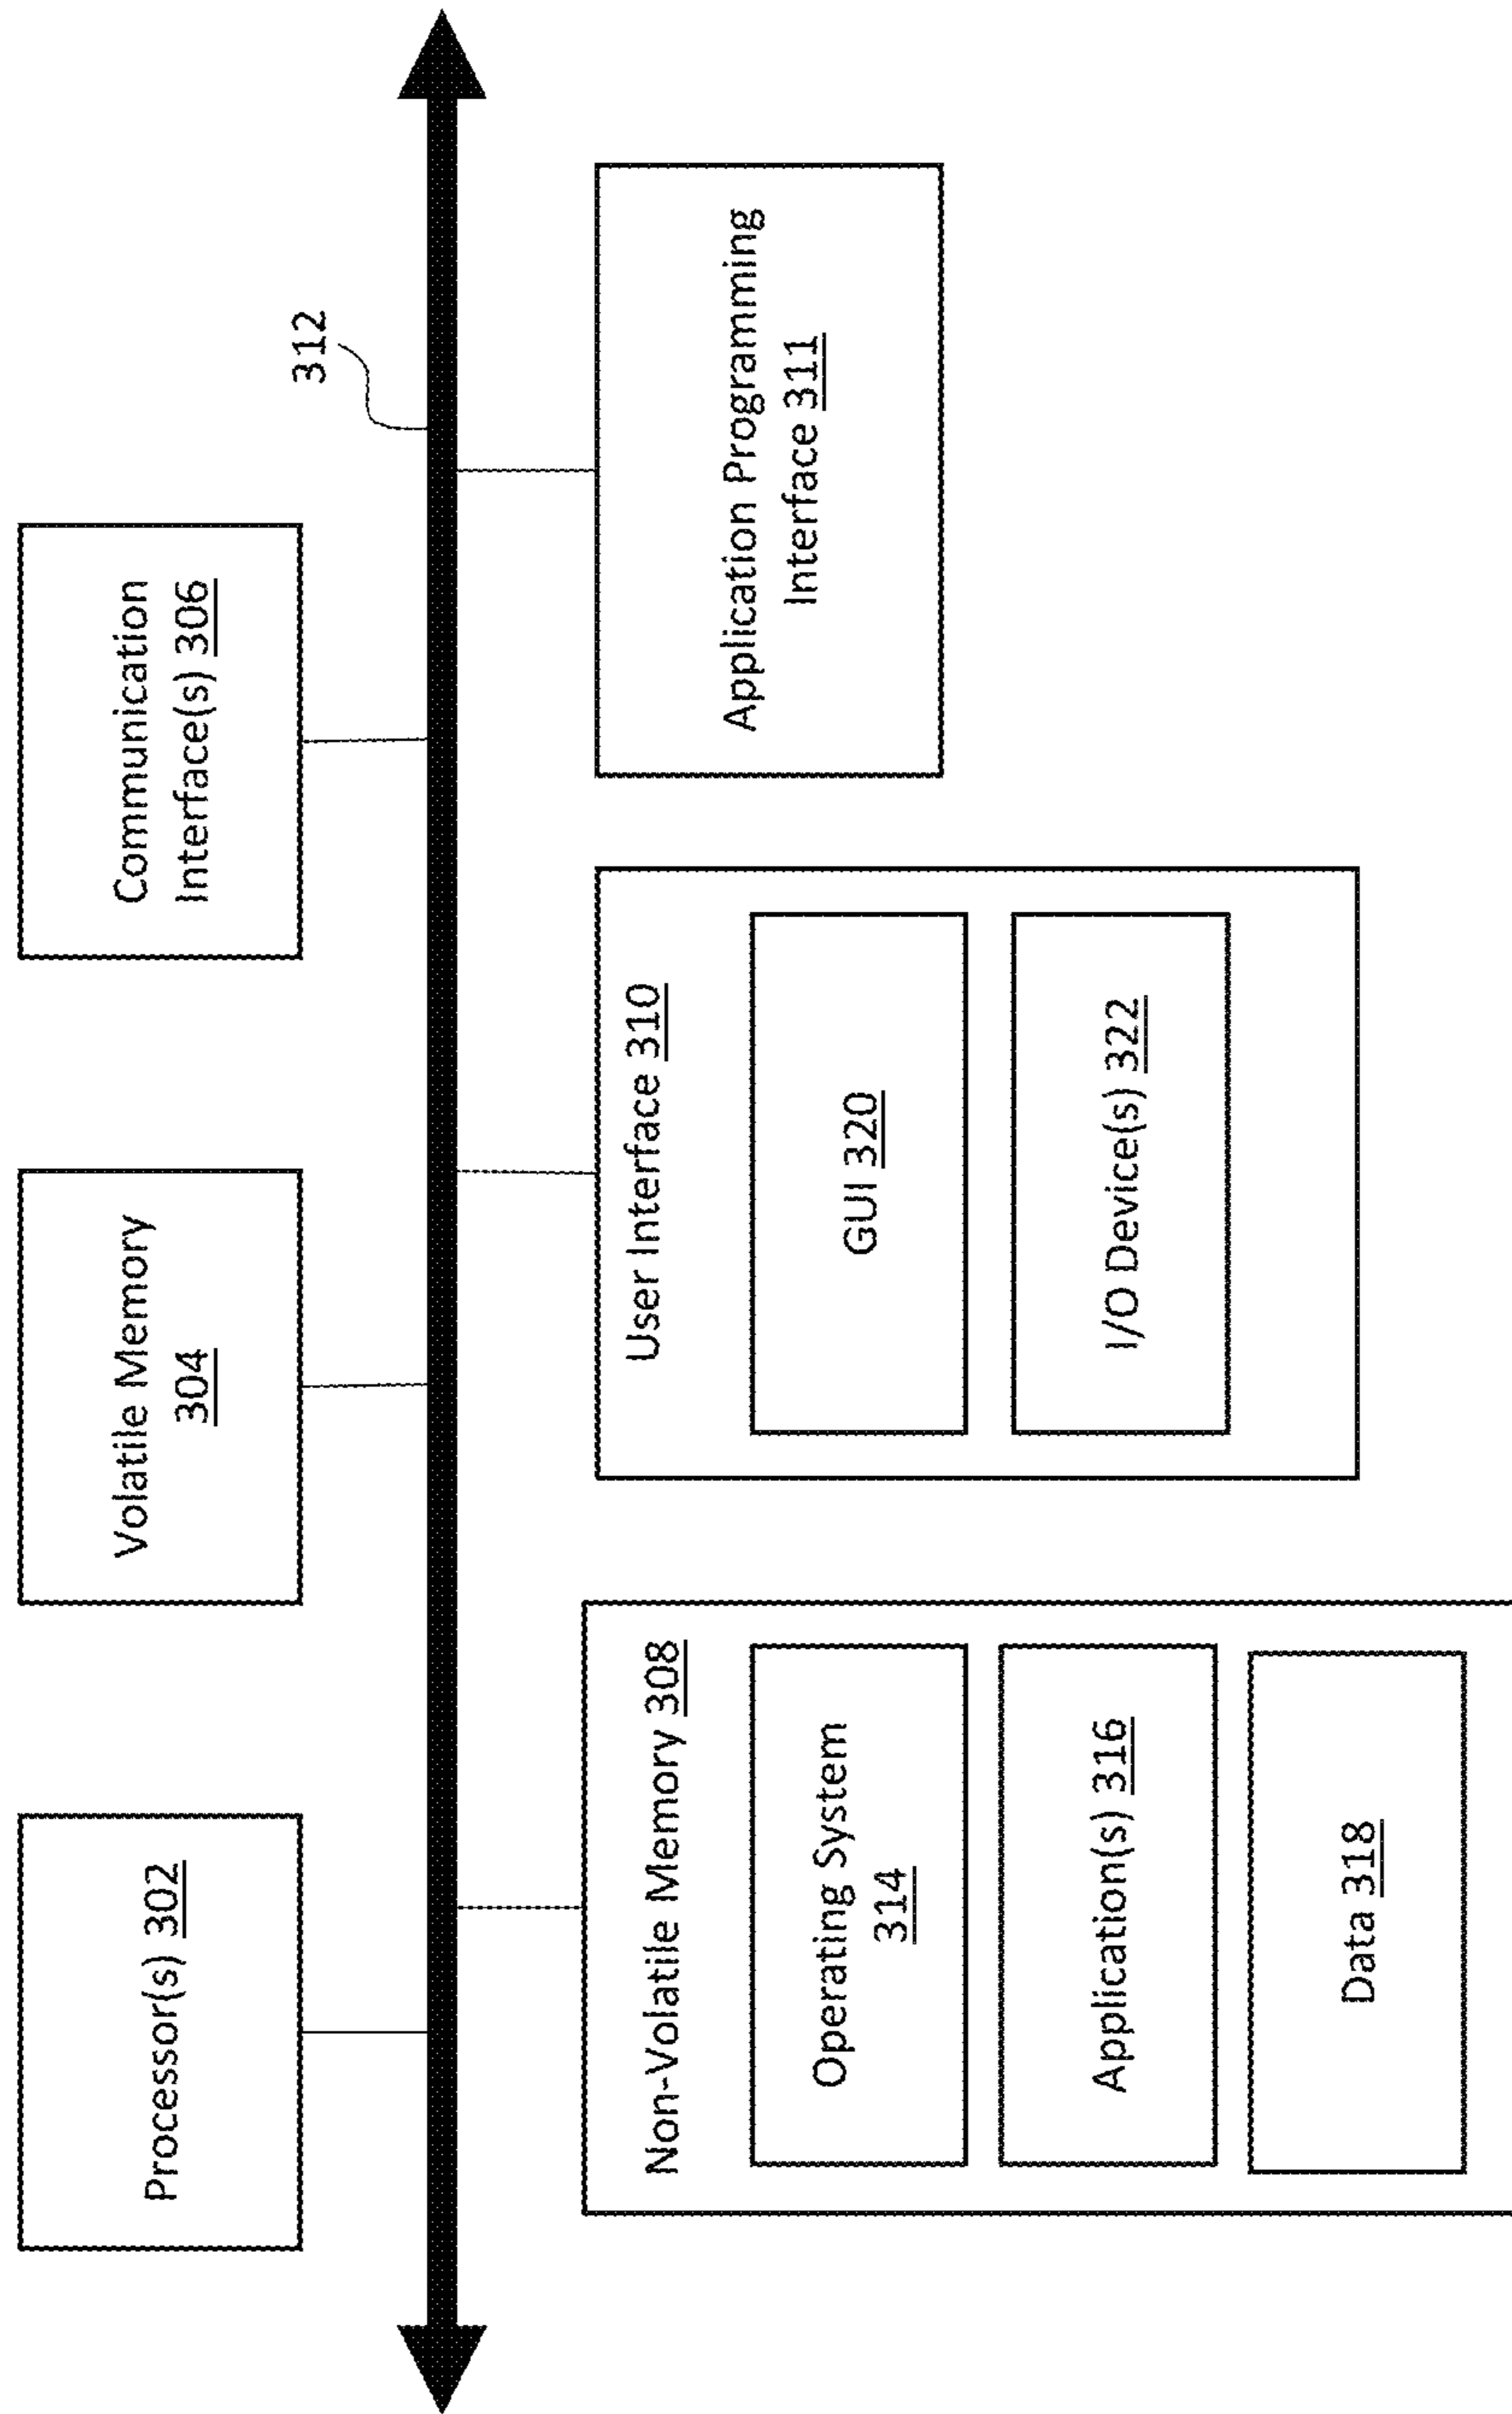 Processor(s) 302
Volatile Memory
304
Communication
Interface(s) 306
312
Non-Volatile Memory 308
Operating System
314
Application(s) 316
Data 318
User Interface 310
GUI 320
I/O Device(s) 322
Application Programming
Interface 311